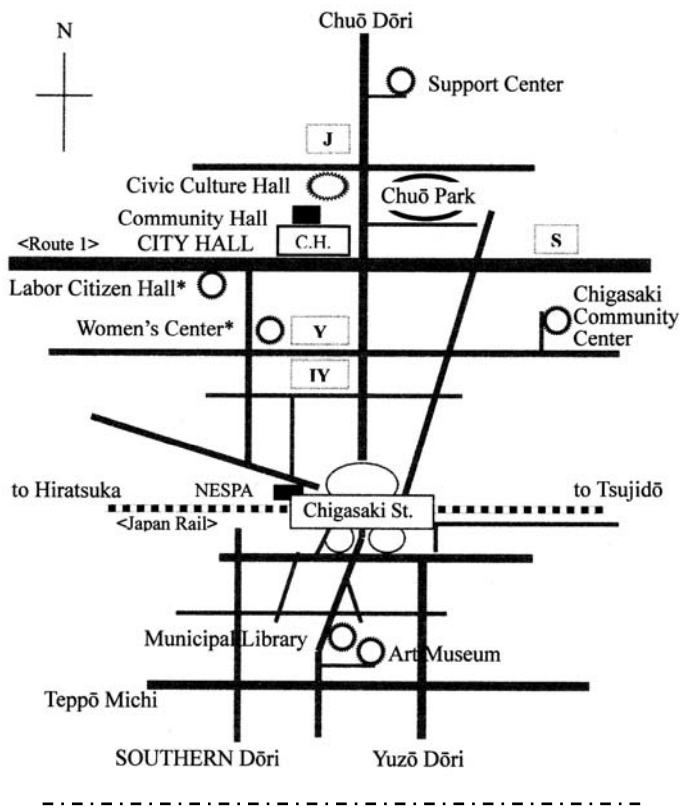 Chuō Dōri
N
Support Center
J
Civic Culture Hall
Chuō Park
Community Hall
<Route 1>
CITY HALL
C.H.
S
Labor Citizen Hall*
Chigasaki
Community
Center
Women's Center*
Y
IY
to Hiratsuka
NESPA
to Tsujidō
Chigasaki St.
<Japan Rail>
Municipal Library
Art Museum
Teppō Michi
SOUTHERN Dōri
Yuzō Dōri